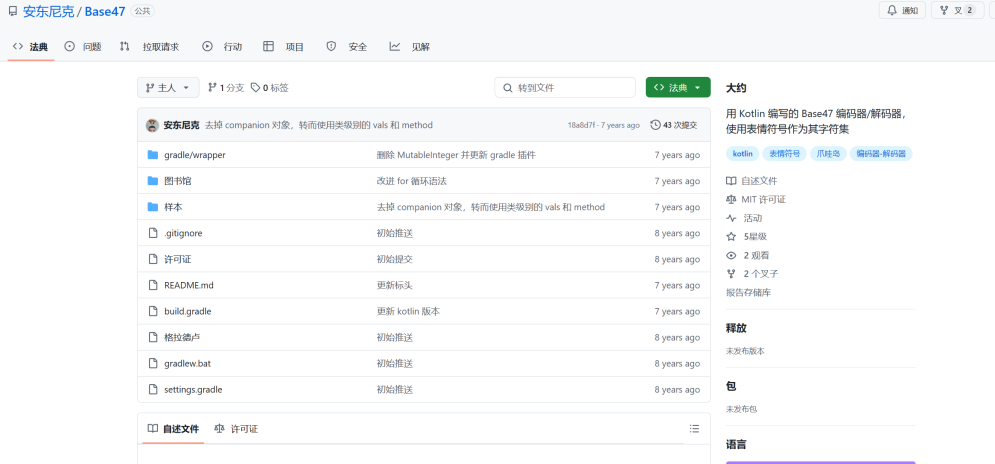 安东尼克 / Base47 公共
通知
叉 2
法典 问题 拉取请求 行动 项目 安全 见解
主人 1 分支 0 标签
转到文件
法典
安东尼克 去掉 companion 对象，转而使用类级别的 vals 和 method 18a8d7f · 7 years ago 43 次提交
gradle/wrapper 删除 MutableInteger 并更新 gradle 插件 7 years ago
图书馆 改进 for 循环语法 7 years ago
样本 去掉 companion 对象，转而使用类级别的 vals 和 method 7 years ago
.gitignore 初始推送 8 years ago
许可证 初始提交 8 years ago
README.md 更新标头 7 years ago
build.gradle 更新 kotlin 版本 7 years ago
格拉德卢 初始推送 8 years ago
gradlew.bat 初始推送 8 years ago
settings.gradle 初始推送 8 years ago
自述文件 许可证
大约
用 Kotlin 编写的 Base47 编码器/解码器，
使用表情符号作为其字符集
kotlin 表情符号 爪哇岛 编码器-解码器
自述文件
MIT 许可证
活动
5星级
2 观看
2 个叉子
报告存储库
释放
未发布版本
包
未发布包
语言